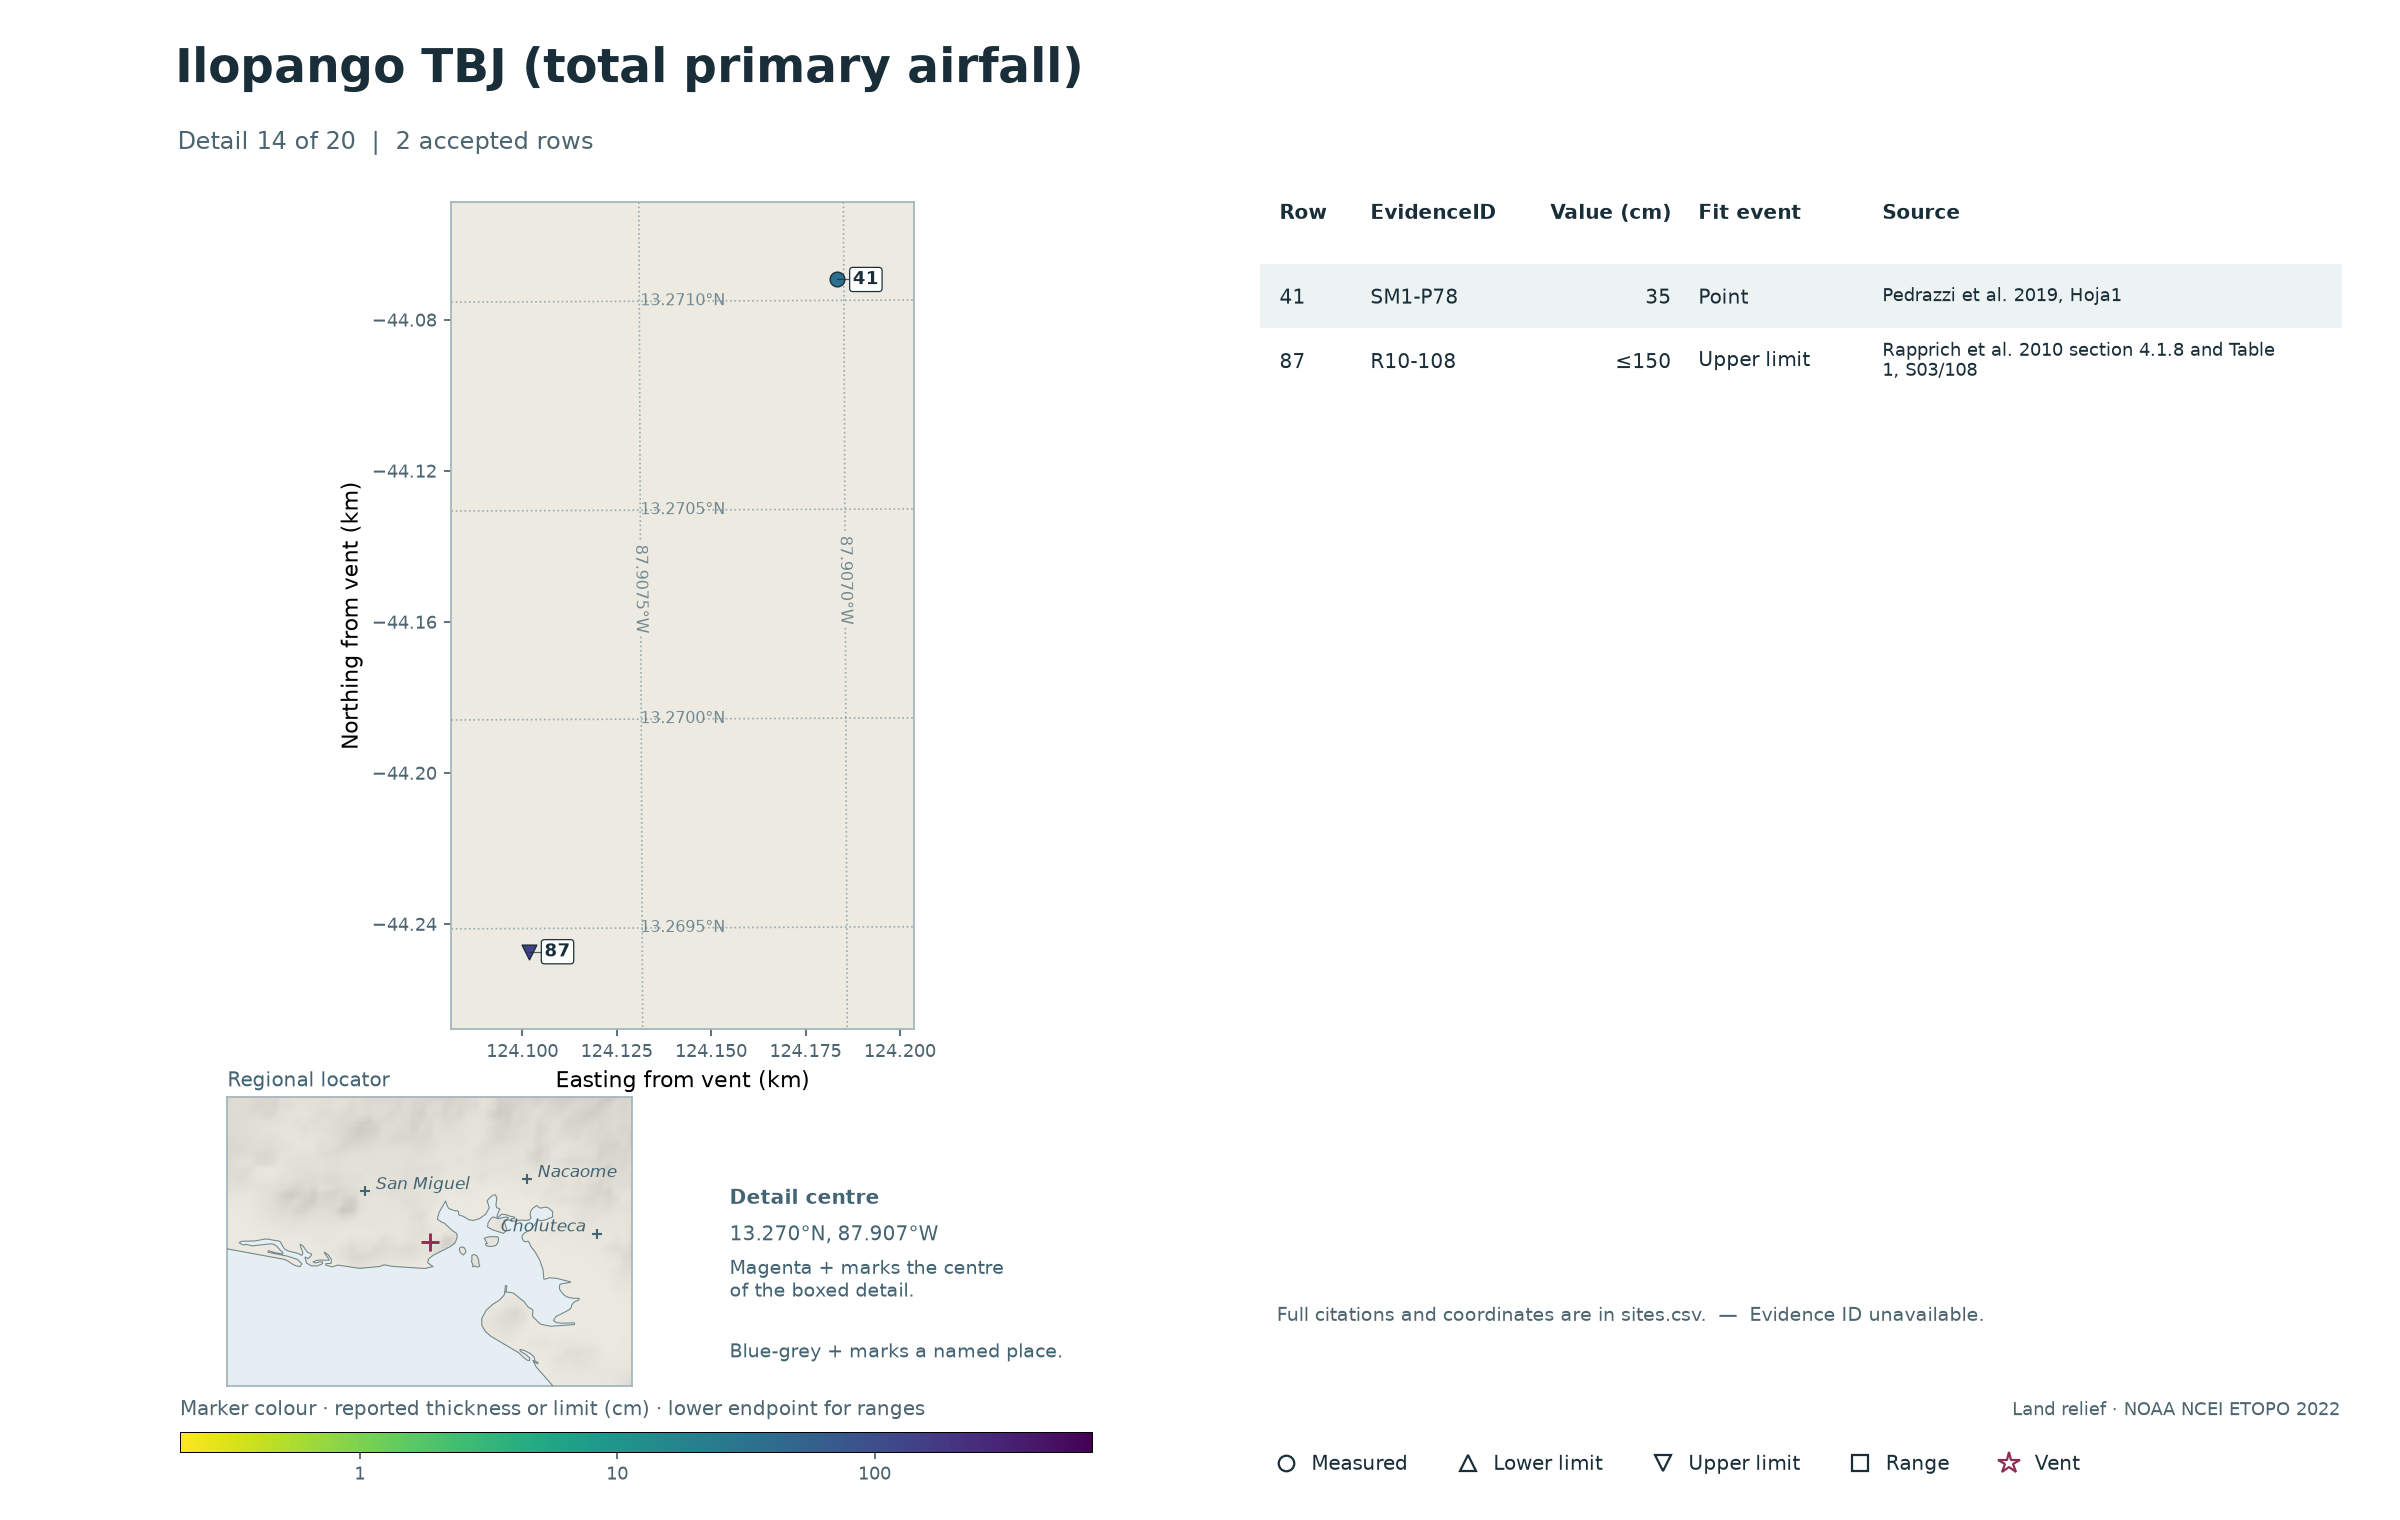 Ilopango TBJ (total primary airfall)
Detail 14 of 20 | 2 accepted rows
Row EvidenceID Value (cm) Fit event Source
41 SM1-P78 35 Point Pedrazzi et al. 2019, Hoja1
87 R10-108 ≤150 Upper limit Rapprich et al. 2010 section 4.1.8 and Table
1, S03/108
41
13.2710°N
−44.08
−44.12
13.2705°N
87.9075°W
87.9070°W
−44.16
Northing from vent (km)
13.2700°N
−44.20
−44.24
13.2695°N
87
124.100 124.125 124.150 124.175 124.200
Easting from vent (km)
Regional locator
San Miguel
Nacaome
Choluteca
Detail centre
13.270°N, 87.907°W
Magenta + marks the centre
of the boxed detail.
Blue-grey + marks a named place.
Full citations and coordinates are in sites.csv. — Evidence ID unavailable.
Marker colour · reported thickness or limit (cm) · lower endpoint for ranges
1 10 100
Land relief · NOAA NCEI ETOPO 2022
Measured Lower limit Upper limit Range Vent